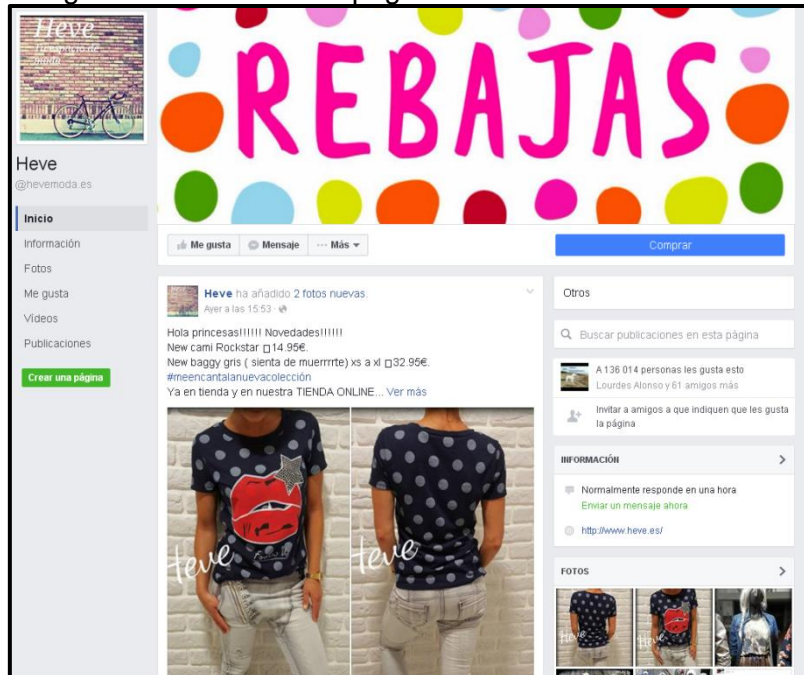 Heve
moda
REBAJAS
Heve
@hevemoda.es
Inicio
Información
Fotos
Me gusta
Vídeos
Publicaciones
Crear una página
Me gusta
Mensaje
Más
Comprar
Heve ha añadido 2 fotos nuevas.
Ayer a las 15:53
Hola princesas!!!!!! Novedades!!!!!!
New cami Rockstar □14.95€.
New baggy gris ( sienta de muerrrrte) xs a xl □32.95€.
#meencantalanuevacolección
Ya en tienda y en nuestra TIENDA ONLINE... Ver más
Heve
Heve
Otros
Buscar publicaciones en esta página
A 136 014 personas les gusta esto
Lourdes Alonso y 61 amigos más
Invitar a amigos a que indiquen que les gusta
la página
INFORMACIÓN
Normalmente responde en una hora
Enviar un mensaje ahora
http://www.heve.es/
FOTOS
Heve
Heve